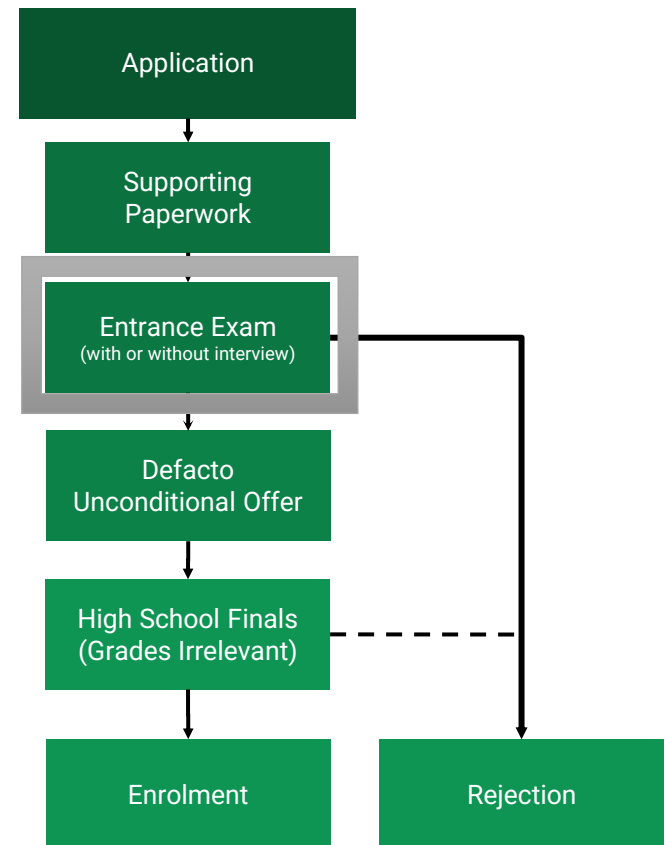 Application
Supporting
Paperwork
Entrance Exam
(with or without interview)
Defacto
Unconditional Offer
High School Finals
(Grades Irrelevant)
Enrolment
Rejection